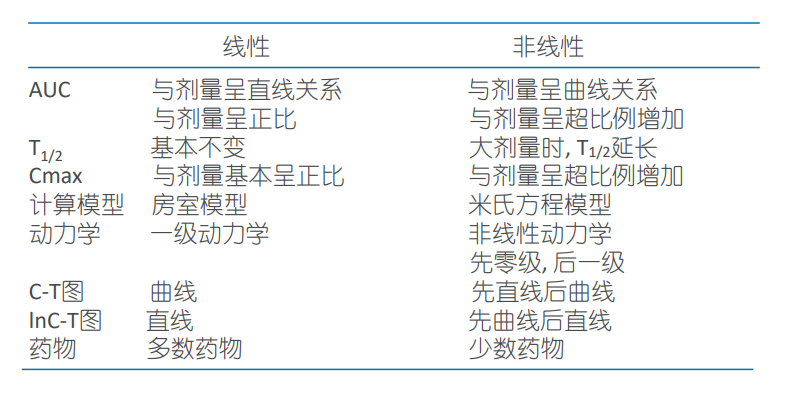 线性 非线性
AUC 与剂量呈直线关系 与剂量呈曲线关系
与剂量呈正比 与剂量呈超比例增加
T1/2 基本不变 大剂量时, T1/2延长
Cmax 与剂量基本呈正比 与剂量呈超比例增加
计算模型 房室模型 米氏方程模型
动力学 一级动力学 非线性动力学
先零级, 后一级
C-T图 曲线 先直线后曲线
lnC-T图 直线 先曲线后直线
药物 多数药物 少数药物